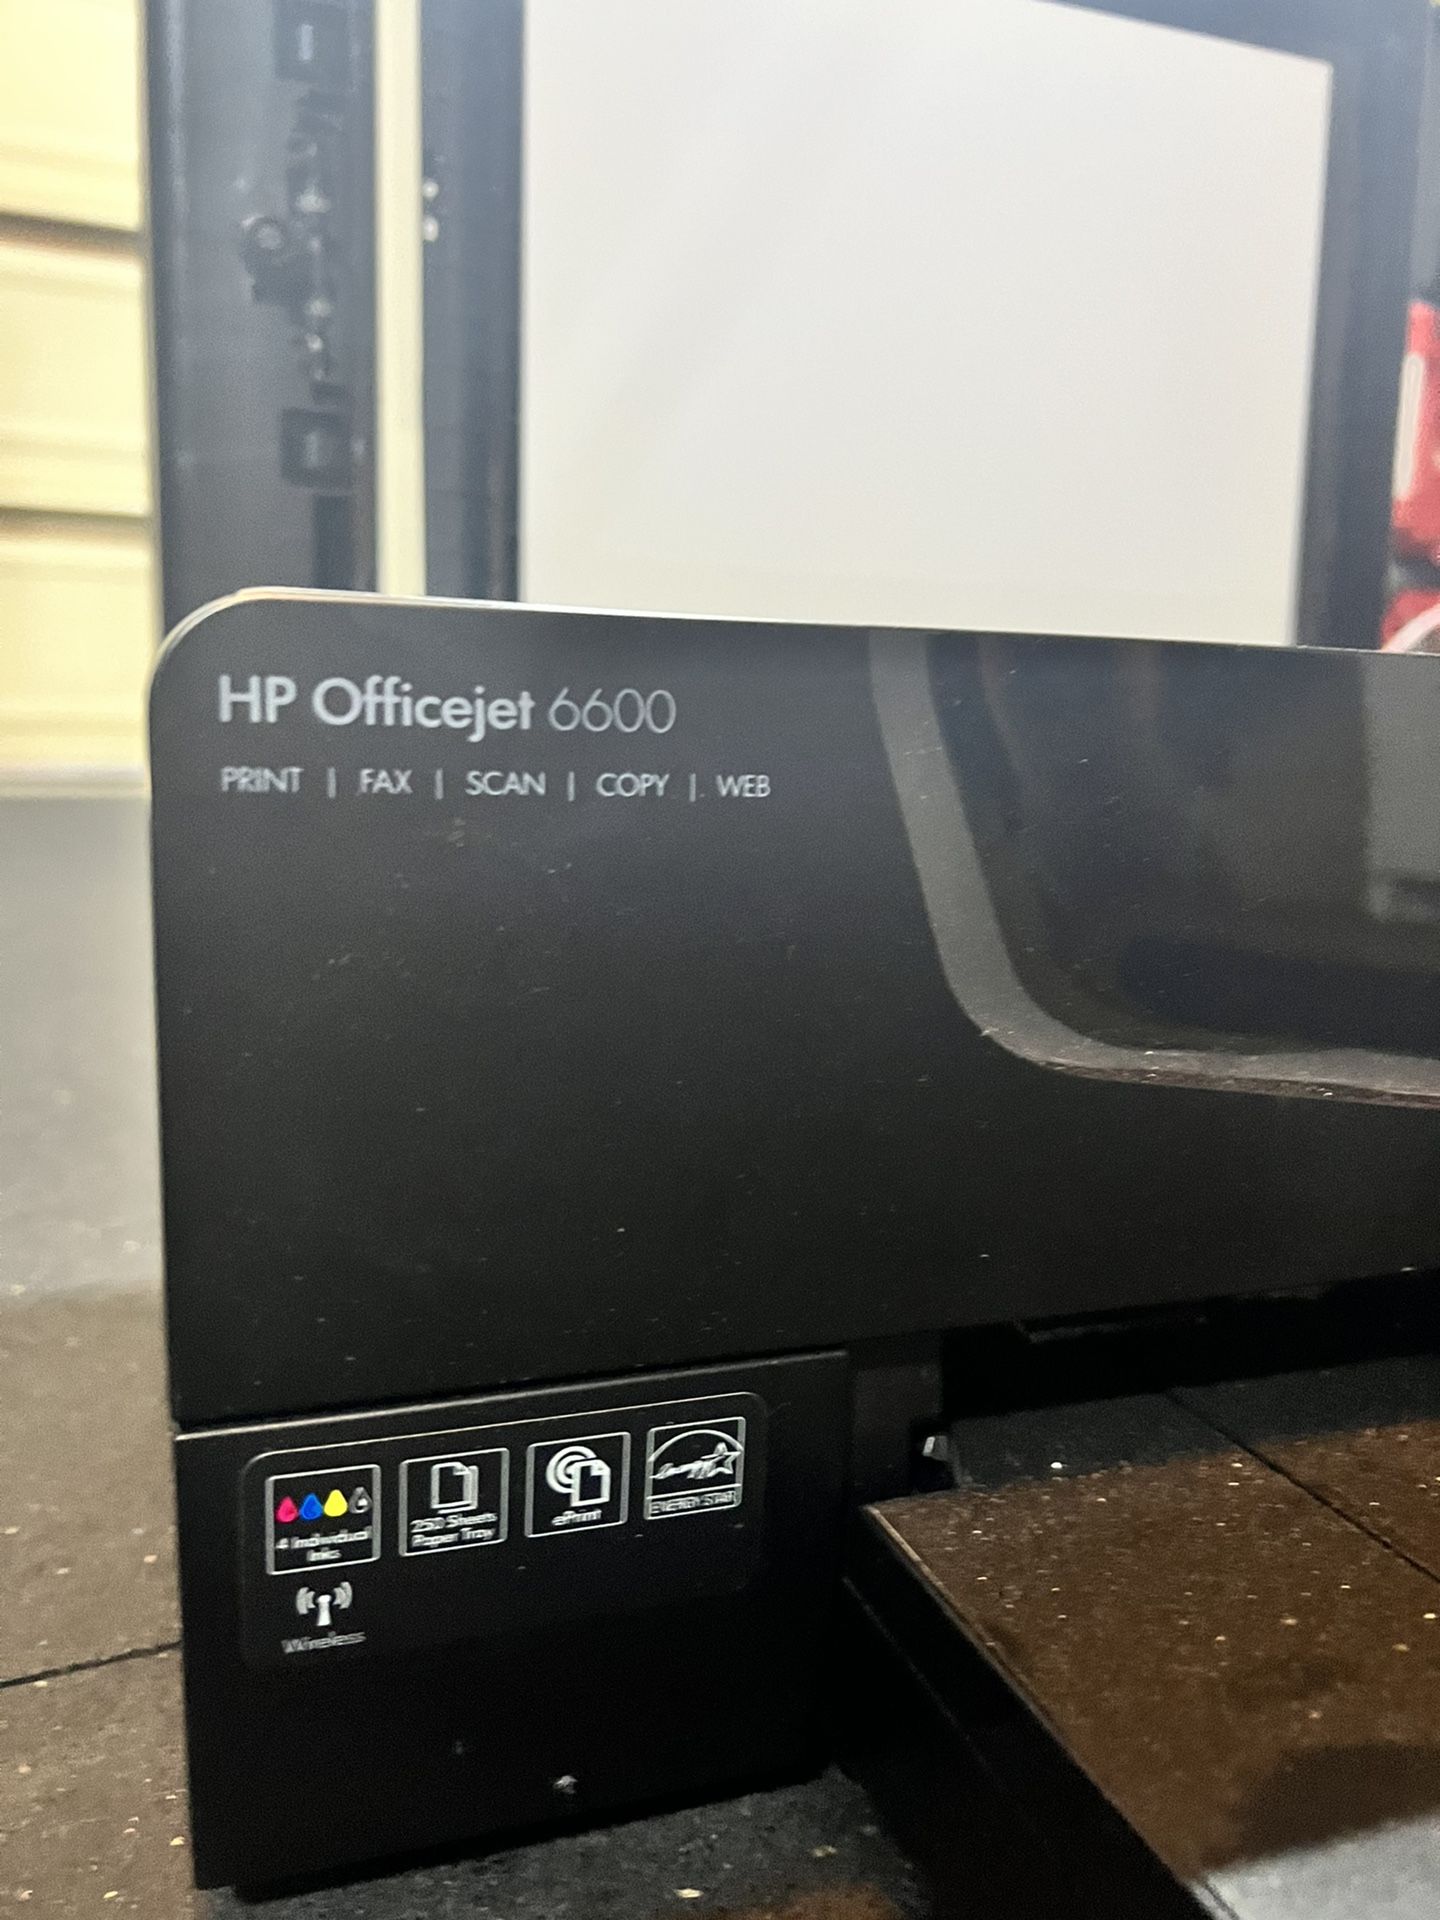 HP Officejet 6600
PRINT | FAX | SCAN | COPY | WEB
4 Individual
Inks
250 Sheets
Paper Tray
ePrint
energy
ENERGY STAR
Wireless